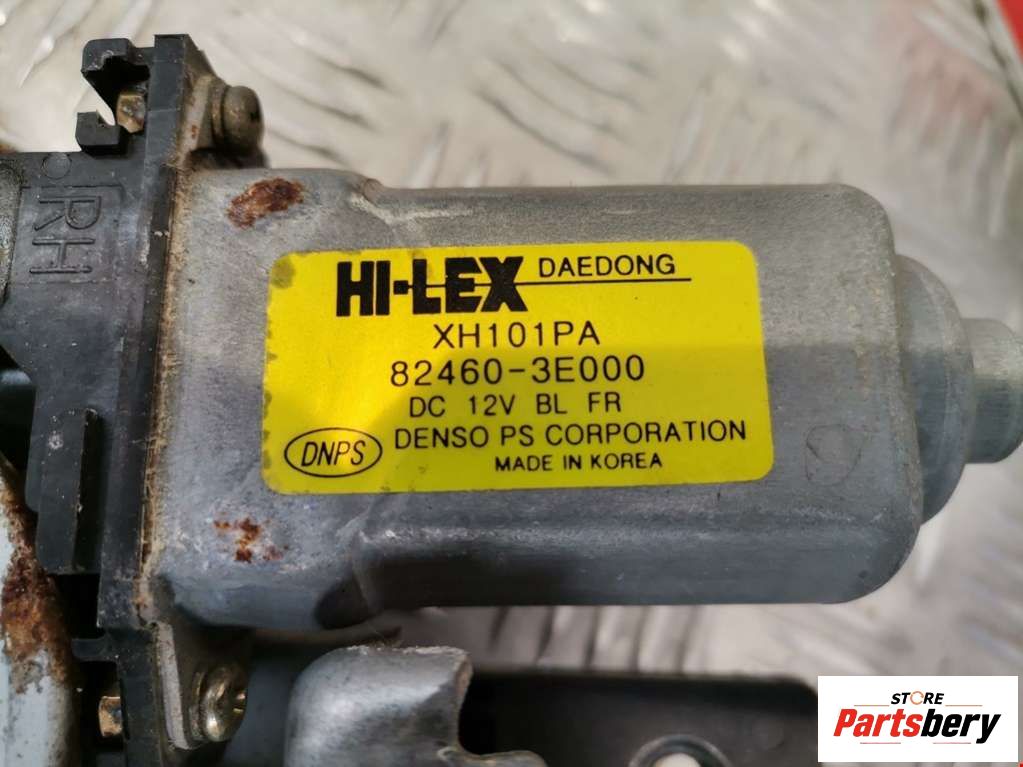 RH
HI-LEX DAEDONG
XH101PA
82460-3E000
DC 12V BL FR
DNPS DENSO PS CORPORATION
MADE IN KOREA
STORE
Partsbery